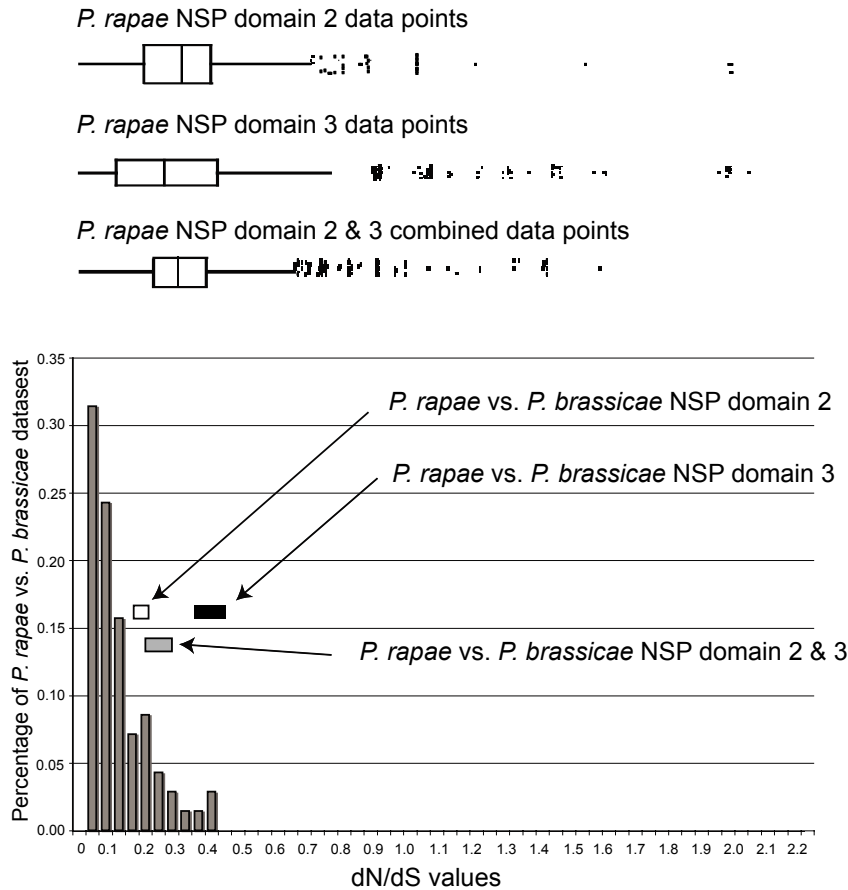 P. rapae NSP domain 2 data points
P. rapae NSP domain 3 data points
P. rapae NSP domain 2 & 3 combined data points
Percentage of P. rapae vs. P. brassicae datasest
0.35
0.30
0.25
0.20
0.15
0.10
0.05
0.00
P. rapae vs. P. brassicae NSP domain 2
P. rapae vs. P. brassicae NSP domain 3
P. rapae vs. P. brassicae NSP domain 2 & 3
0 0.1 0.2 0.3 0.4 0.5 0.6 0.7 0.8 0.9 1.0 1.1 1.2 1.3 1.4 1.5 1.6 1.7 1.8 1.9 2.0 2.1 2.2
dN/dS values